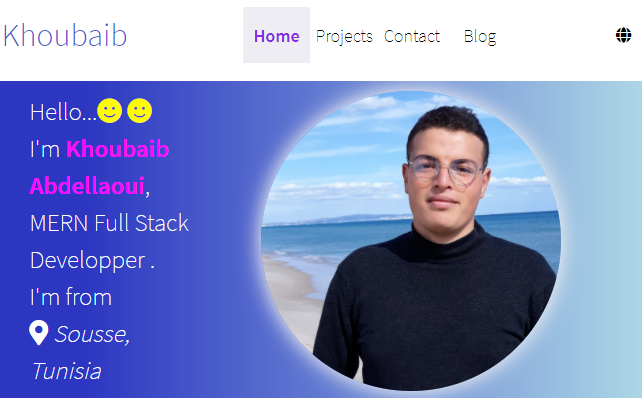 Khoubaib
Home Projects Contact Blog
Hello...
I'm Khoubaib
Abdellaoui,
MERN Full Stack
Developper .
I'm from
Sousse,
Tunisia